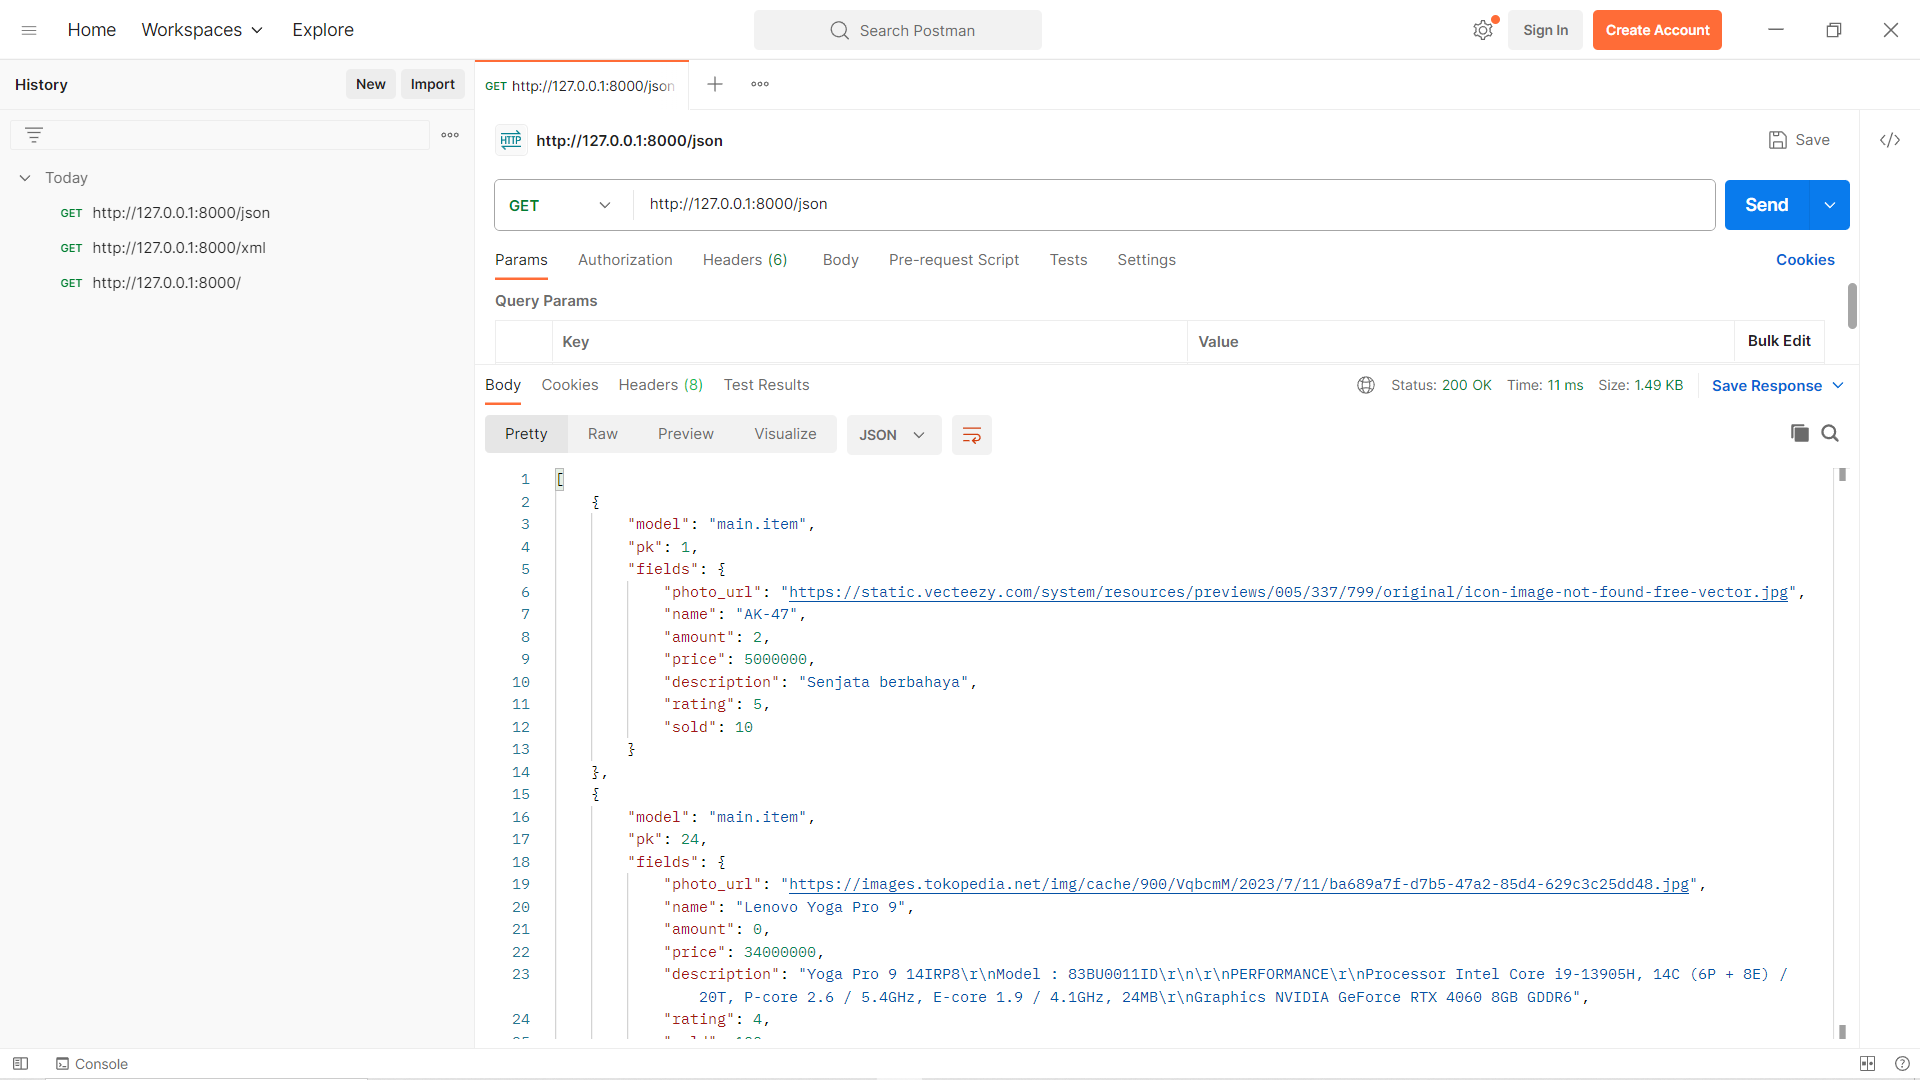 Home Workspaces Explore Search Postman Sign In Create Account
History New Import
GET http://127.0.0.1:8000/json
HTTP http://127.0.0.1:8000/json Save
Today
GET http://127.0.0.1:8000/json
GET http://127.0.0.1:8000/xml
GET http://127.0.0.1:8000/
GET http://127.0.0.1:8000/json Send
Params Authorization Headers (6) Body Pre-request Script Tests Settings Cookies
Query Params
Key Value Bulk Edit
Body Cookies Headers (8) Test Results Status: 200 OK Time: 11 ms Size: 1.49 KB Save Response
Pretty Raw Preview Visualize JSON
1 [
2 {
3 "model": "main.item",
4 "pk": 1,
5 "fields": {
6 "photo_url": "https://static.vecteezy.com/system/resources/previews/005/337/799/original/icon-image-not-found-free-vector.jpg",
7 "name": "AK-47",
8 "amount": 2,
9 "price": 5000000,
10 "description": "Senjata berbahaya",
11 "rating": 5,
12 "sold": 10
13 }
14 },
15 {
16 "model": "main.item",
17 "pk": 24,
18 "fields": {
19 "photo_url": "https://images.tokopedia.net/img/cache/900/VqbcmM/2023/7/11/ba689a7f-d7b5-47a2-85d4-629c3c25dd48.jpg",
20 "name": "Lenovo Yoga Pro 9",
21 "amount": 0,
22 "price": 34000000,
23 "description": "Yoga Pro 9 14IRP8\r\nModel : 83BU0011ID\r\n\r\nPERFORMANCE\r\nProcessor Intel Core i9-13905H, 14C (6P + 8E) /
20T, P-core 2.6 / 5.4GHz, E-core 1.9 / 4.1GHz, 24MB\r\nGraphics NVIDIA GeForce RTX 4060 8GB GDDR6",
24 "rating": 4,
Console